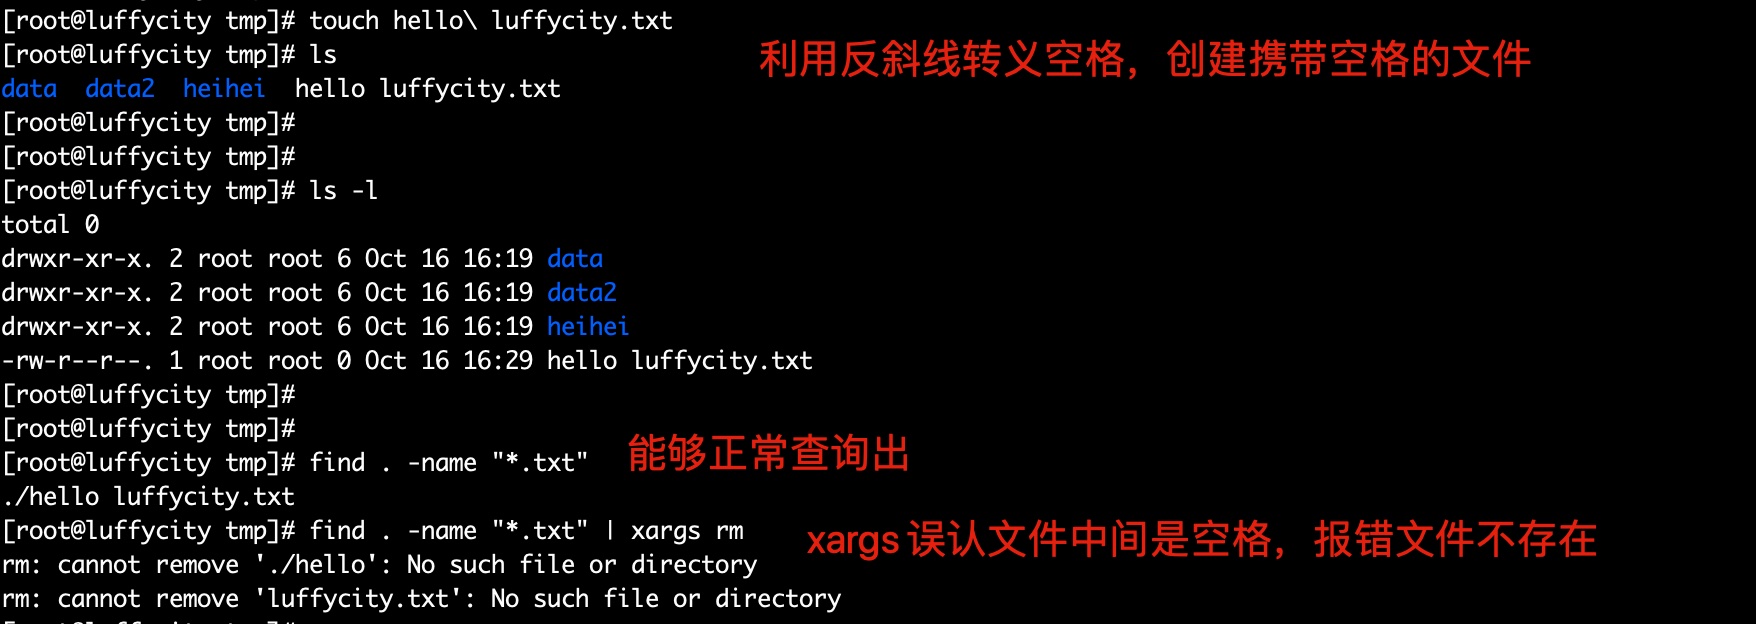 [root@luffycity tmp]# touch hello\ luffycity.txt
[root@luffycity tmp]# ls
利用反斜线转义空格，创建携带空格的文件
data  data2  heihei  hello luffycity.txt
[root@luffycity tmp]#
[root@luffycity tmp]#
[root@luffycity tmp]# ls -l
total 0
drwxr-xr-x. 2 root root 6 Oct 16 16:19 data
drwxr-xr-x. 2 root root 6 Oct 16 16:19 data2
drwxr-xr-x. 2 root root 6 Oct 16 16:19 heihei
-rw-r--r--. 1 root root 0 Oct 16 16:29 hello luffycity.txt
[root@luffycity tmp]#
[root@luffycity tmp]#
[root@luffycity tmp]# find . -name "*.txt"
能够正常查询出
./hello luffycity.txt
[root@luffycity tmp]# find . -name "*.txt" | xargs rm
xargs误认文件中间是空格，报错文件不存在
rm: cannot remove './hello': No such file or directory
rm: cannot remove 'luffycity.txt': No such file or directory
[root@luffycity tmp]#